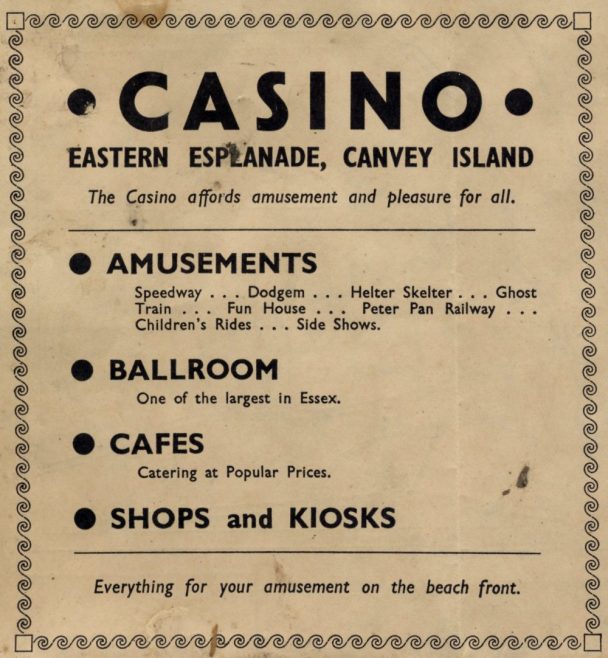 • CASINO •
EASTERN ESPLANADE, CANVEY ISLAND
The Casino affords amusement and pleasure for all.
● AMUSEMENTS
Speedway . . . Dodgem . . . Helter Skelter . . . Ghost
Train . . . Fun House . . . Peter Pan Railway . . .
Children's Rides . . . Side Shows.
● BALLROOM
One of the largest in Essex.
● CAFES
Catering at Popular Prices.
● SHOPS and KIOSKS
Everything for your amusement on the beach front.